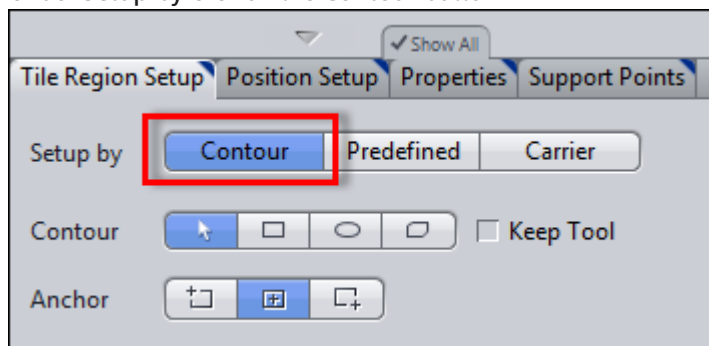 Show All
Tile Region Setup Position Setup Properties Support Points
Setup by Contour Predefined Carrier
Contour Keep Tool
Anchor